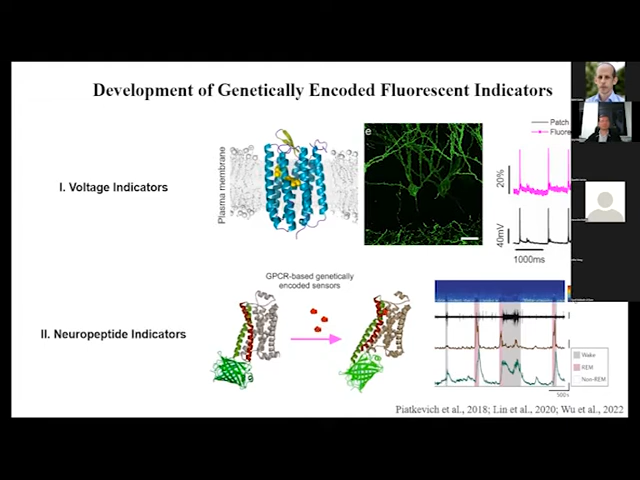 Development of Genetically Encoded Fluorescent Indicators
I. Voltage Indicators
Plasma membrane
e
Patch
Fluore
20%
40mV
1000ms
GPCR-based genetically
encoded sensors
II. Neuropeptide Indicators
Wake
REM
Non-REM
500s
Piatkevich et al., 2018; Lin et al., 2020; Wu et al., 2022